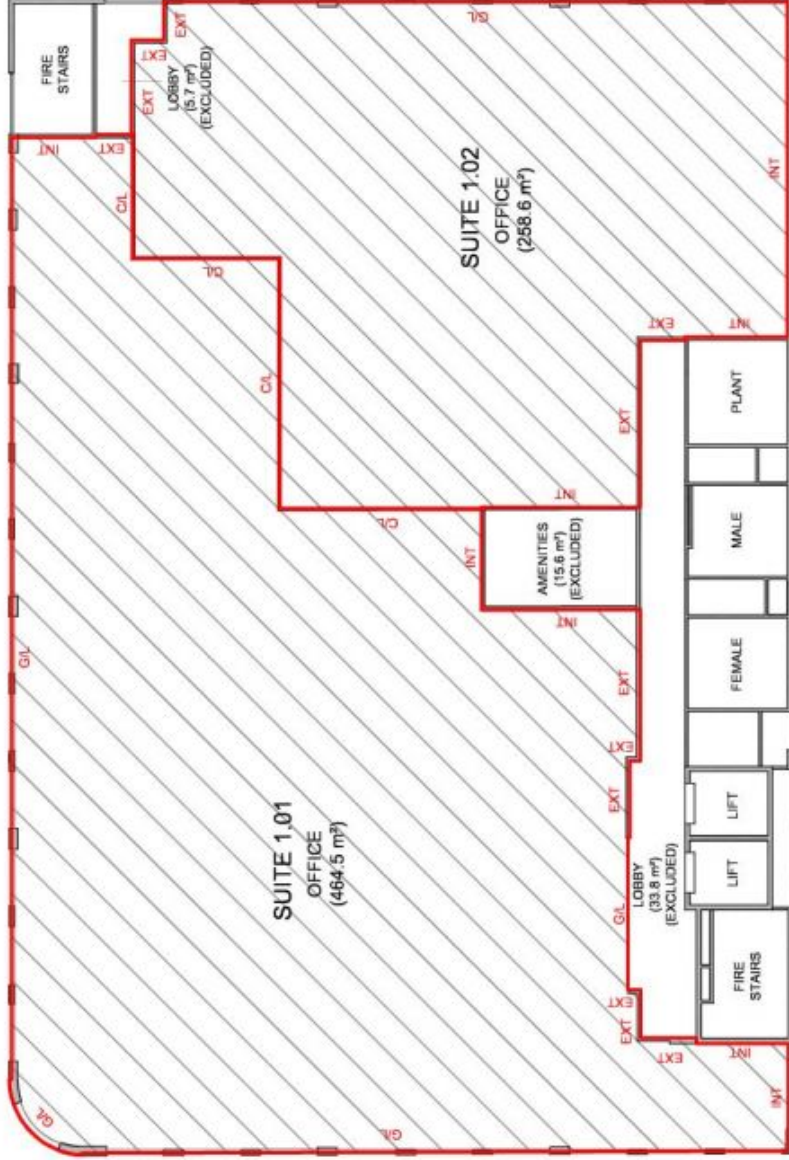 G/L
G/L
INT
FIRE
STAIRS
EXT
C/L
EXT
EXT
EXT
LOBBY
(5.7 m²)
(EXCLUDED)
G/L
C/L
SUITE 1.01
OFFICE
(464.5 m²)
G/L
C/L
INT
SUITE 1.02
OFFICE
(258.6 m²)
G/L
AMENITIES
(15.6 m²)
(EXCLUDED)
INT
INT
EXT
EXT
G/L
EXT
EXT
EXT
EXT
LOBBY
(33.8 m²)
(EXCLUDED)
EXT
EXT
INT
FIRE
STAIRS
LIFT
LIFT
FEMALE
MALE
PLANT
INT
INT
INT